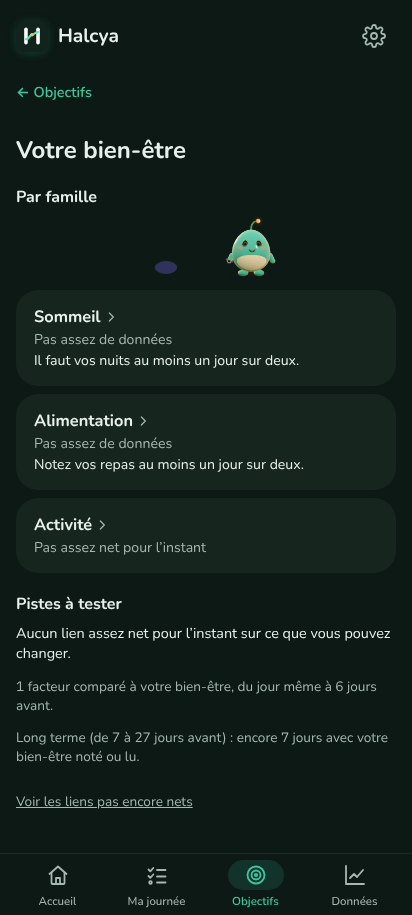 Halcya
← Objectifs
Votre bien-être
Par famille
Sommeil >
Pas assez de données
Il faut vos nuits au moins un jour sur deux.
Alimentation >
Pas assez de données
Notez vos repas au moins un jour sur deux.
Activité >
Pas assez net pour l’instant
Pistes à tester
Aucun lien assez net pour l’instant sur ce que vous pouvez
changer.
1 facteur comparé à votre bien-être, du jour même à 6 jours
avant.
Long terme (de 7 à 27 jours avant) : encore 7 jours avec votre
bien-être noté ou lu.
Voir les liens pas encore nets
Accueil
Ma journée
Objectifs
Données